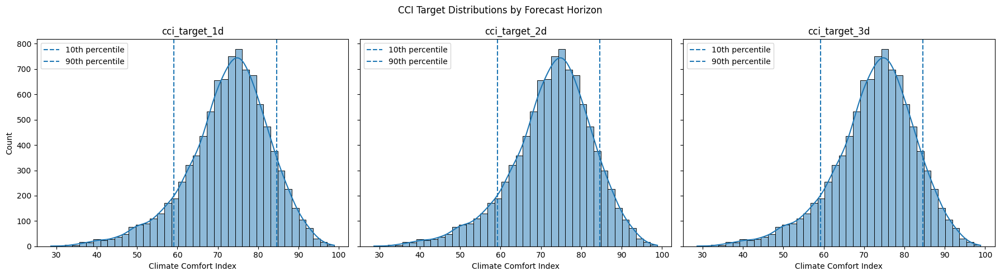 CCI Target Distributions by Forecast Horizon
cci_target_1d
10th percentile
90th percentile
800
700
600
500
400
300
200
100
0
Count
30 40 50 60 70 80 90 100
Climate Comfort Index
cci_target_2d
10th percentile
90th percentile
30 40 50 60 70 80 90 100
Climate Comfort Index
cci_target_3d
10th percentile
90th percentile
30 40 50 60 70 80 90 100
Climate Comfort Index